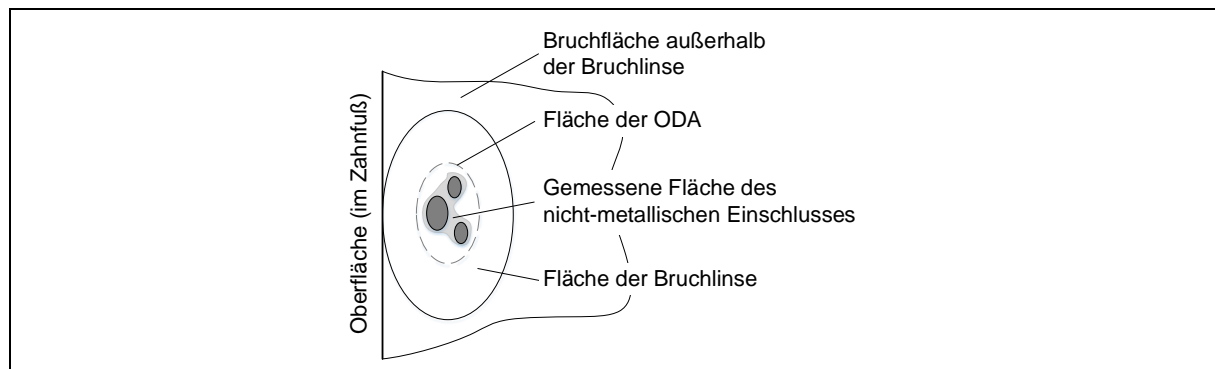 Oberfläche (im Zahnfuß)
Bruchfläche außerhalb
der Bruchlinse
Fläche der ODA
Gemessene Fläche des
nicht-metallischen Einschlusses
Fläche der Bruchlinse